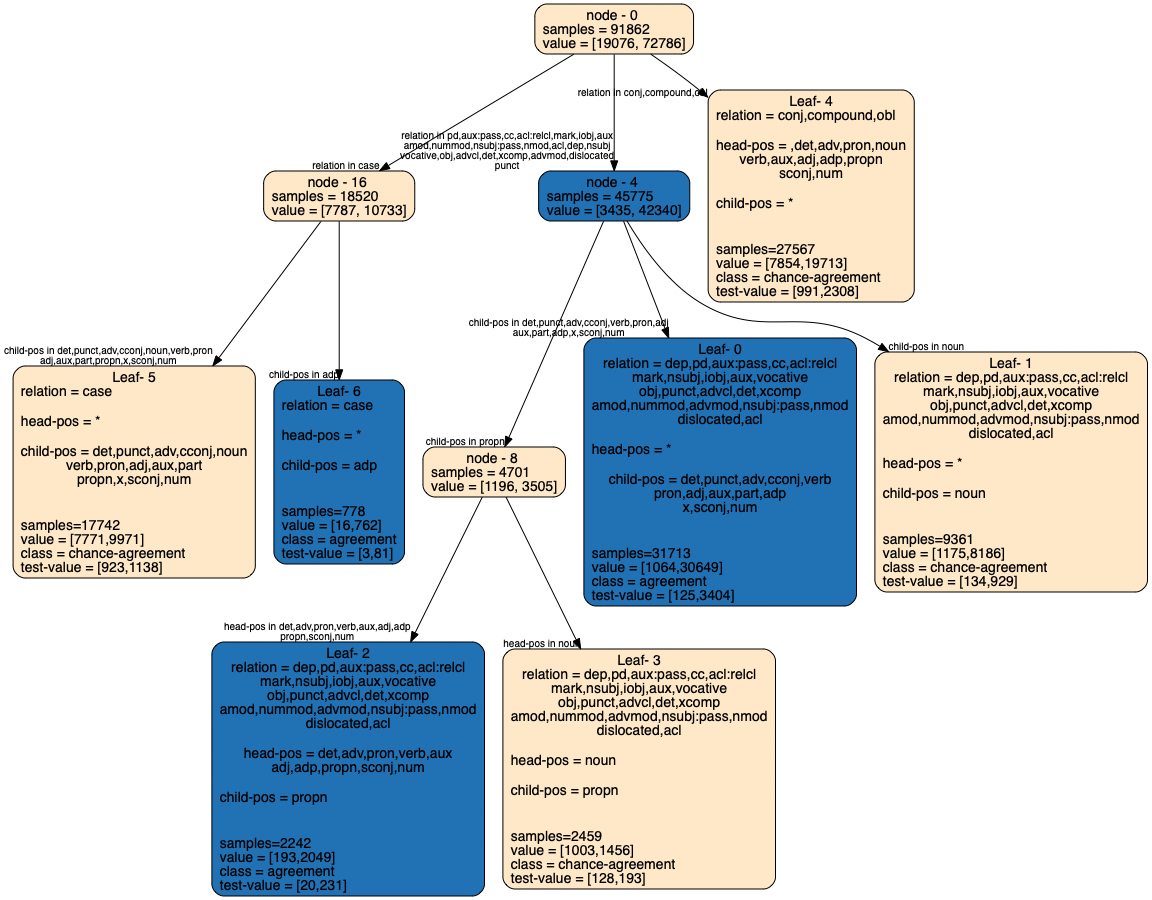 node - 0
samples = 91862
value = [19076, 72786]
relation in conj,compound,obl
relation in pd,aux:pass,cc,acl:relcl,mark,iobj,aux
amod,nummod,nsubj:pass,nmod,acl,dep,nsubj
vocative,obj,advcl,det,xcomp,advmod,dislocated
punct
relation in case
Leaf- 4
relation = conj,compound,obl
head-pos = ,det,adv,pron,noun
verb,aux,adj,adp,propn
sconj,num
child-pos = *
samples=27567
value = [7854,19713]
class = chance-agreement
test-value = [991,2308]
node - 16
samples = 18520
value = [7787, 10733]
node - 4
samples = 45775
value = [3435, 42340]
child-pos in det,punct,adv,cconj,noun,verb,pron
adj,aux,part,propn,x,sconj,num
child-pos in adp
child-pos in det,punct,adv,cconj,verb,pron,adj
aux,part,adp,x,sconj,num
child-pos in noun
child-pos in propn
Leaf- 5
relation = case
head-pos = *
child-pos = det,punct,adv,cconj,noun
verb,pron,adj,aux,part
propn,x,sconj,num
samples=17742
value = [7771,9971]
class = chance-agreement
test-value = [923,1138]
Leaf- 6
relation = case
head-pos = *
child-pos = adp
samples=778
value = [16,762]
class = agreement
test-value = [3,81]
node - 8
samples = 4701
value = [1196, 3505]
Leaf- 0
relation = dep,pd,aux:pass,cc,acl:relcl
mark,nsubj,iobj,aux,vocative
obj,punct,advcl,det,xcomp
amod,nummod,advmod,nsubj:pass,nmod
dislocated,acl
head-pos = *
child-pos = det,punct,adv,cconj,verb
pron,adj,aux,part,adp
x,sconj,num
samples=31713
value = [1064,30649]
class = agreement
test-value = [125,3404]
Leaf- 1
relation = dep,pd,aux:pass,cc,acl:relcl
mark,nsubj,iobj,aux,vocative
obj,punct,advcl,det,xcomp
amod,nummod,advmod,nsubj:pass,nmod
dislocated,acl
head-pos = *
child-pos = noun
samples=9361
value = [1175,8186]
class = chance-agreement
test-value = [134,929]
head-pos in det,adv,pron,verb,aux,adj,adp
propn,sconj,num
head-pos in noun
Leaf- 2
relation = dep,pd,aux:pass,cc,acl:relcl
mark,nsubj,iobj,aux,vocative
obj,punct,advcl,det,xcomp
amod,nummod,advmod,nsubj:pass,nmod
dislocated,acl
head-pos = det,adv,pron,verb,aux
adj,adp,propn,sconj,num
child-pos = propn
samples=2242
value = [193,2049]
class = agreement
test-value = [20,231]
Leaf- 3
relation = dep,pd,aux:pass,cc,acl:relcl
mark,nsubj,iobj,aux,vocative
obj,punct,advcl,det,xcomp
amod,nummod,advmod,nsubj:pass,nmod
dislocated,acl
head-pos = noun
child-pos = propn
samples=2459
value = [1003,1456]
class = chance-agreement
test-value = [128,193]